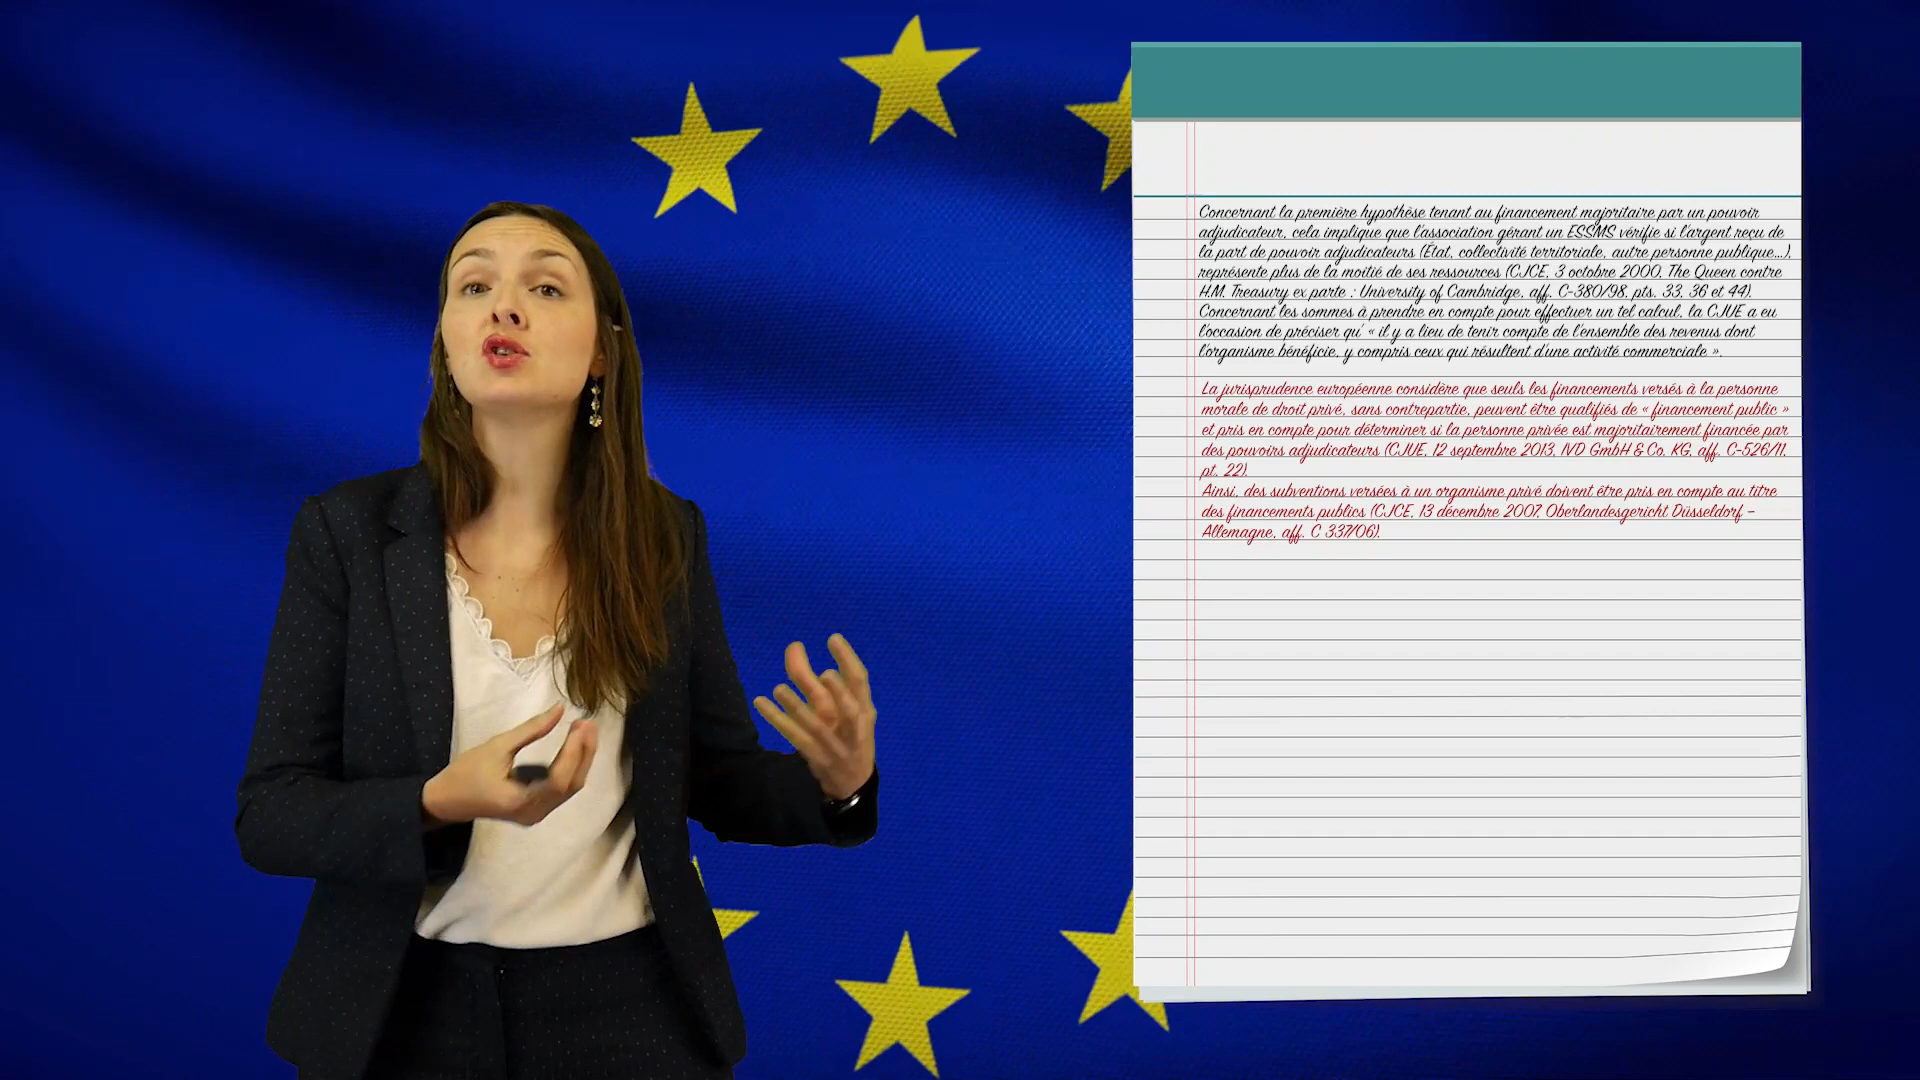 Concernant la première hypothèse tenant au financement majoritaire par un pouvoir
adjudicateur, cela implique que l'association gérant un ESSMS vérifie si l'argent reçu de
la part de pouvoir adjudicateurs (État, collectivité territoriale, autre personne publique...),
représente plus de la moitié de ses ressources (CJCE, 3 octobre 2000, The Queen contre
H.M. Treasury ex parte : University of Cambridge, aff. C-380/98, pts. 33, 36 et 44).
Concernant les sommes à prendre en compte pour effectuer un tel calcul, la CJUE a eu
l'occasion de préciser qu' « il y a lieu de tenir compte de l'ensemble des revenus dont
l'organisme bénéficie, y compris ceux qui résultent d'une activité commerciale ».
La jurisprudence européenne considère que seuls les financements versés à la personne
morale de droit privé, sans contrepartie, peuvent être qualifiés de « financement public »
et pris en compte pour déterminer si la personne privée est majoritairement financée par
des pouvoirs adjudicateurs (CJUE, 12 septembre 2013, IVD GmbH & Co. KG, aff. C-526/11,
pt. 22).
Ainsi, des subventions versées à un organisme privé doivent être pris en compte au titre
des financements publics (CJCE, 13 décembre 2007, Oberlandesgericht Düsseldorf –
Allemagne, aff. C 337/06).